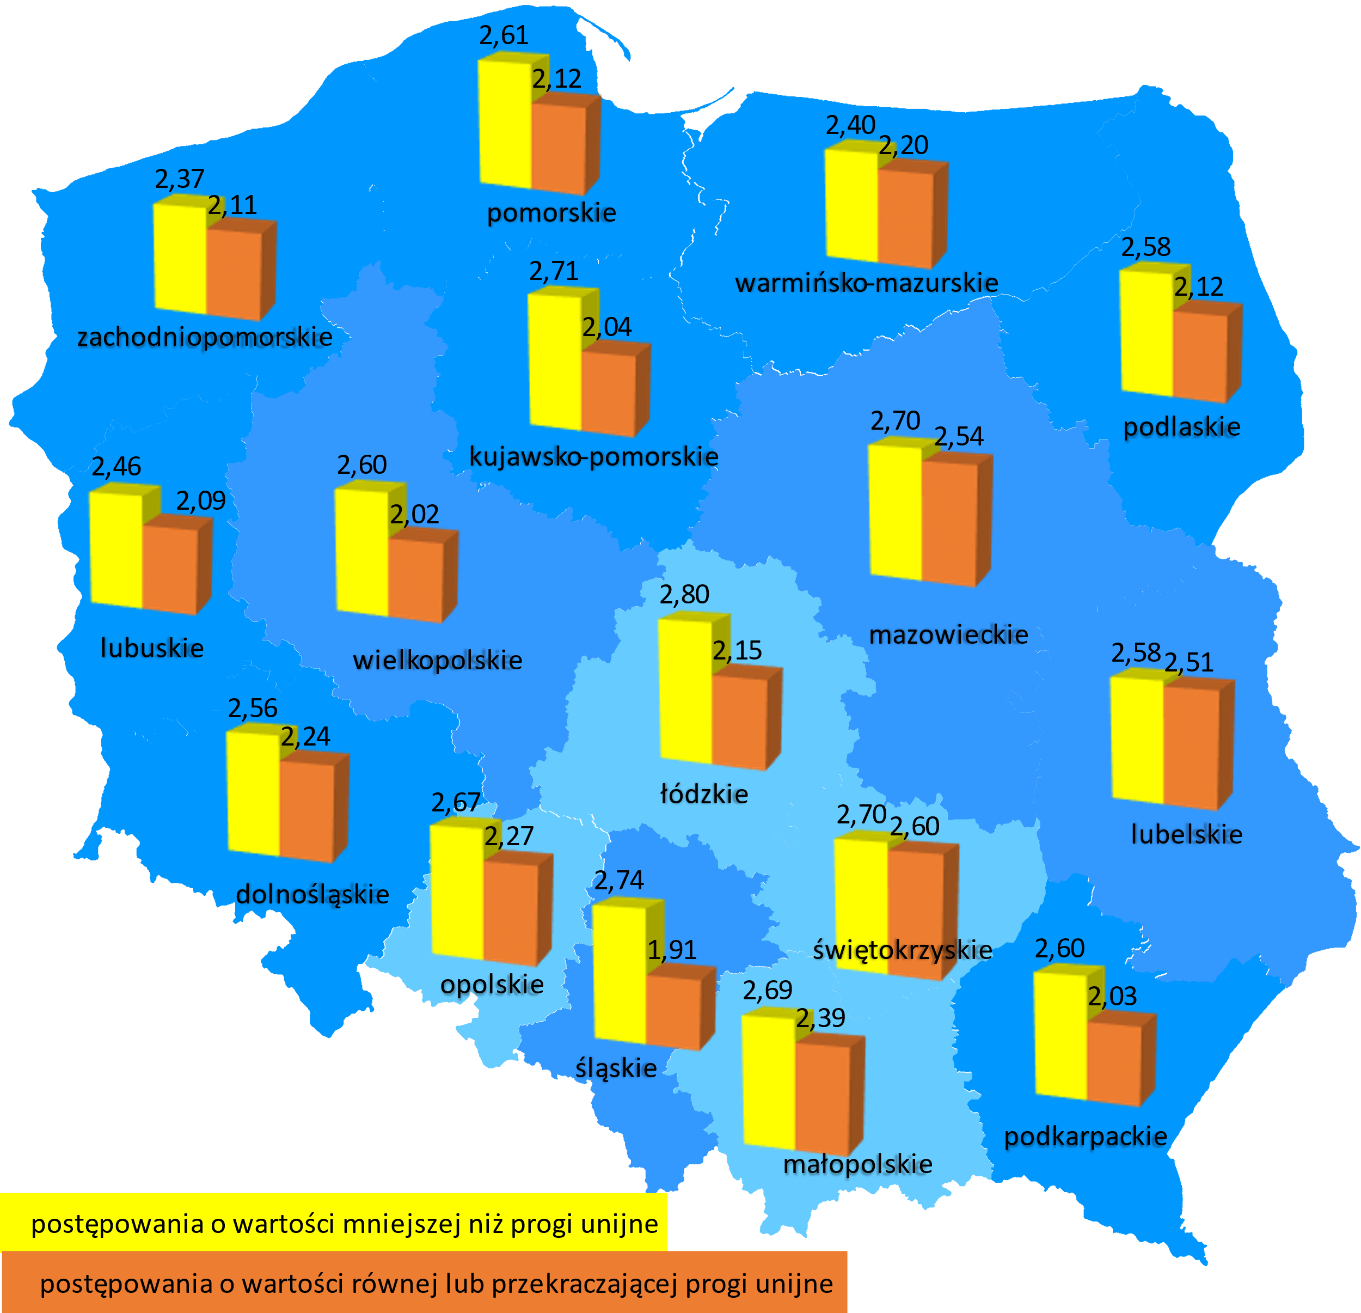 2,61
2,12
pomorskie
2,40
2,20
warmińsko-mazurskie
2,37
2,11
zachodniopomorskie
2,58
2,12
podlaskie
2,71
2,04
kujawsko-pomorskie
2,70
2,54
mazowieckie
2,46
2,09
lubuskie
2,60
2,02
wielkopolskie
2,80
2,15
łódzkie
2,58
2,51
lubelskie
2,56
2,24
dolnośląskie
2,67
2,27
opolskie
2,70
2,60
świętokrzyskie
2,74
1,91
śląskie
2,69
2,39
małopolskie
2,60
2,03
podkarpackie
postępowania o wartości mniejszej niż progi unijne
postępowania o wartości równej lub przekraczającej progi unijne